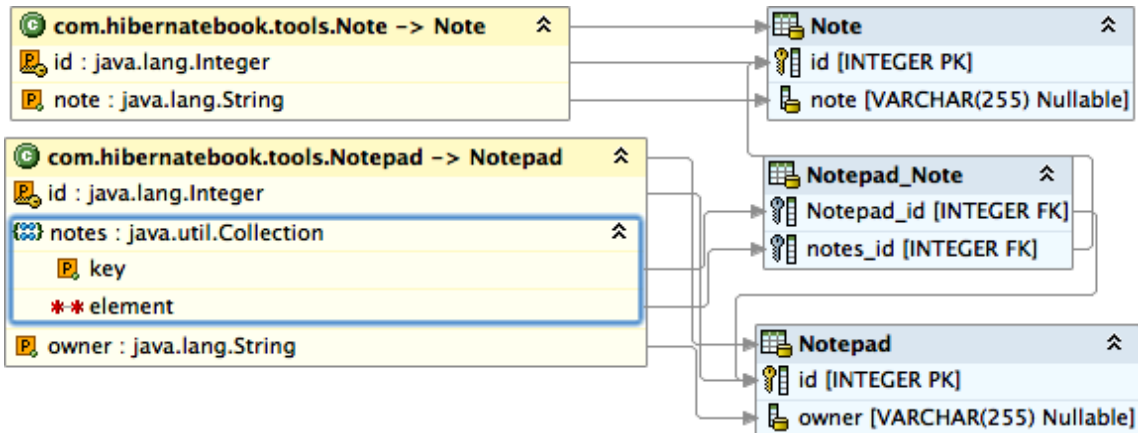 com.hibernatebook.tools.Note -> Note
id : java.lang.Integer
note : java.lang.String
com.hibernatebook.tools.Notepad -> Notepad
id : java.lang.Integer
notes : java.util.Collection
key
element
owner : java.lang.String
Note
id [INTEGER PK]
note [VARCHAR(255) Nullable]
Notepad_Note
Notepad_id [INTEGER FK]
notes_id [INTEGER FK]
Notepad
id [INTEGER PK]
owner [VARCHAR(255) Nullable]